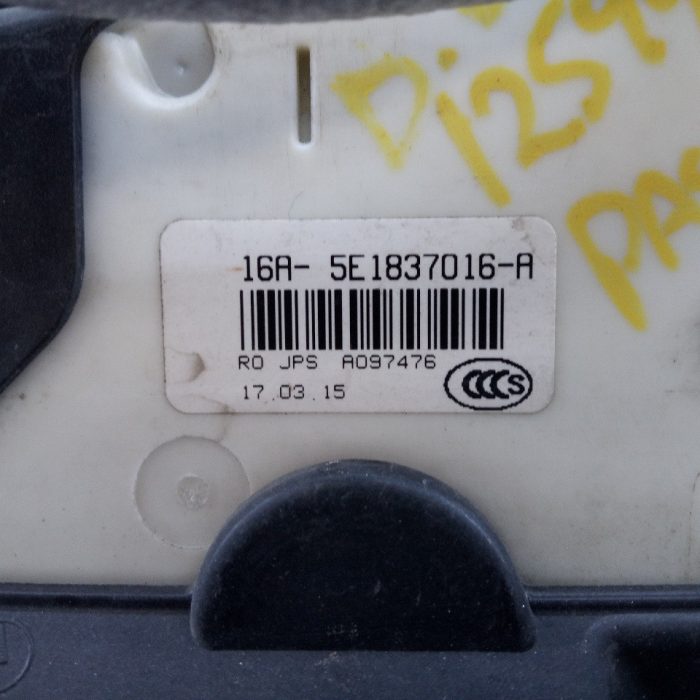 16A- 5E1837016-A
RO JPS A097476
17.03.15
CCCS